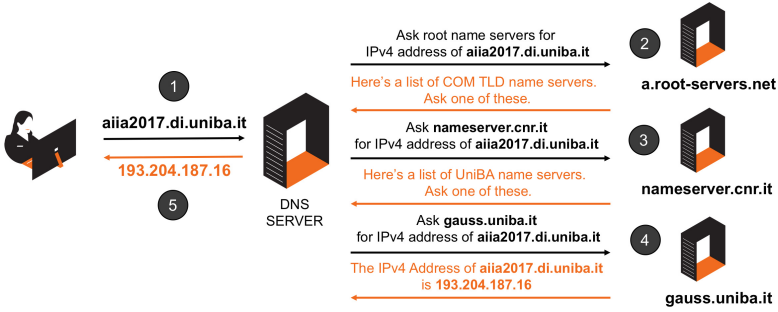 1
aiia2017.di.uniba.it
193.204.187.16
5
DNS
SERVER
Ask root name servers for
IPv4 address of aiia2017.di.uniba.it
2
Here's a list of COM TLD name servers.
Ask one of these.
a.root-servers.net
Ask nameserver.cnr.it
for IPv4 address of aiia2017.di.uniba.it
3
Here's a list of UniBA name servers.
Ask one of these.
nameserver.cnr.it
Ask gauss.uniba.it
for IPv4 address of aiia2017.di.uniba.it
4
The IPv4 Address of aiia2017.di.uniba.it
is 193.204.187.16
gauss.uniba.it